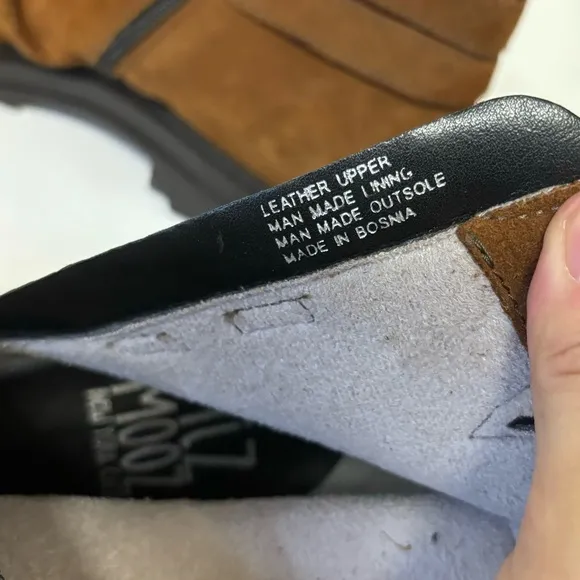 LEATHER UPPER
MAN MADE LINING
MAN MADE OUTSOLE
MADE IN BOSNIA